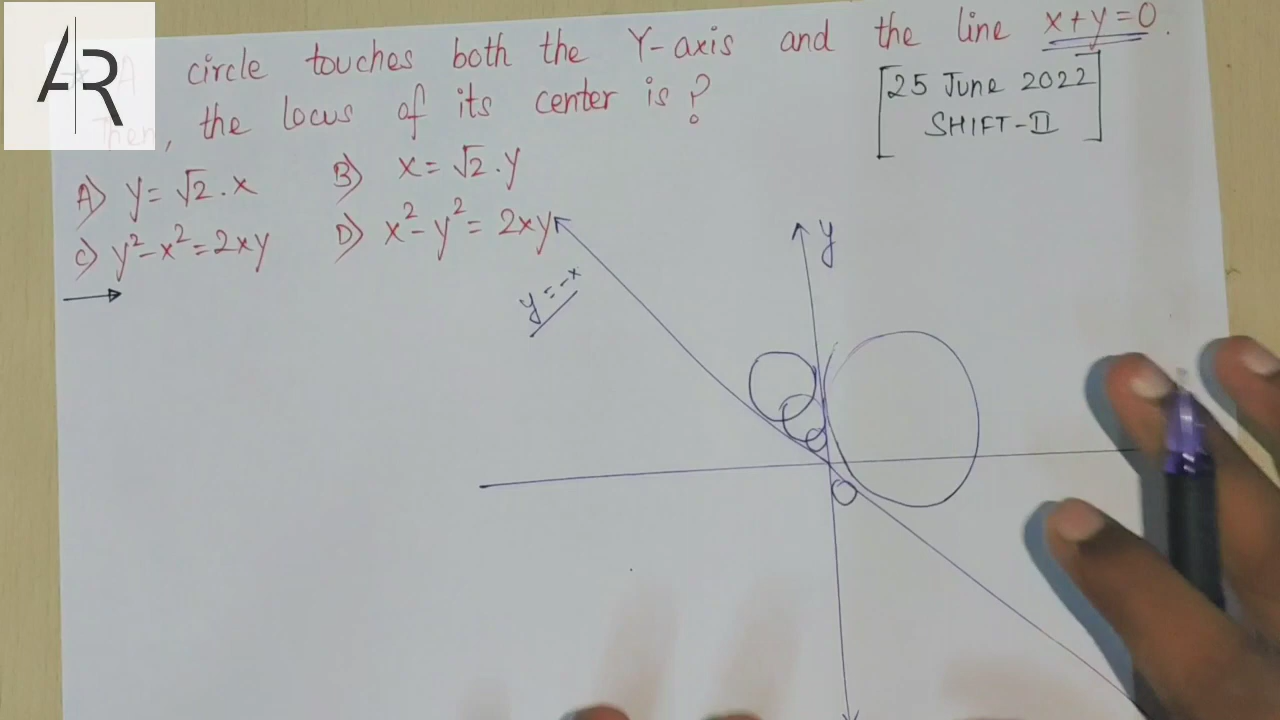 AR
A circle touches both the Y-axis and the line x+y=0.
Then, the locus of its center is?
[25 June 2022
SHIFT-II]
A) y=√2.x B) x=√2.y
C) y²-x²=2xy D) x²-y²=2xy
y=-x
y